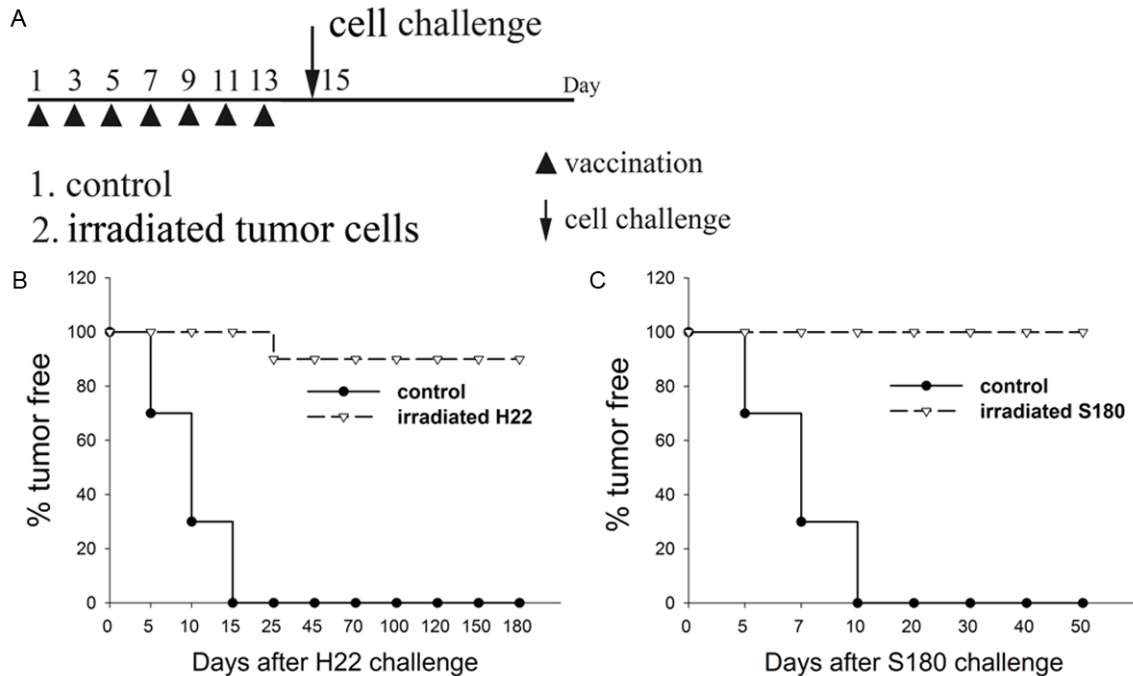 A
cell challenge
1 3 5 7 9 11 13 15 Day
vaccination
1. control
cell challenge
2. irradiated tumor cells
B
120
100
80
60
40
20
0
% tumor free
control
irradiated H22
0 5 10 15 25 45 70 100 120 150 180
Days after H22 challenge
C
120
100
80
60
40
20
0
% tumor free
control
irradiated S180
0 5 7 10 20 30 40 50
Days after S180 challenge